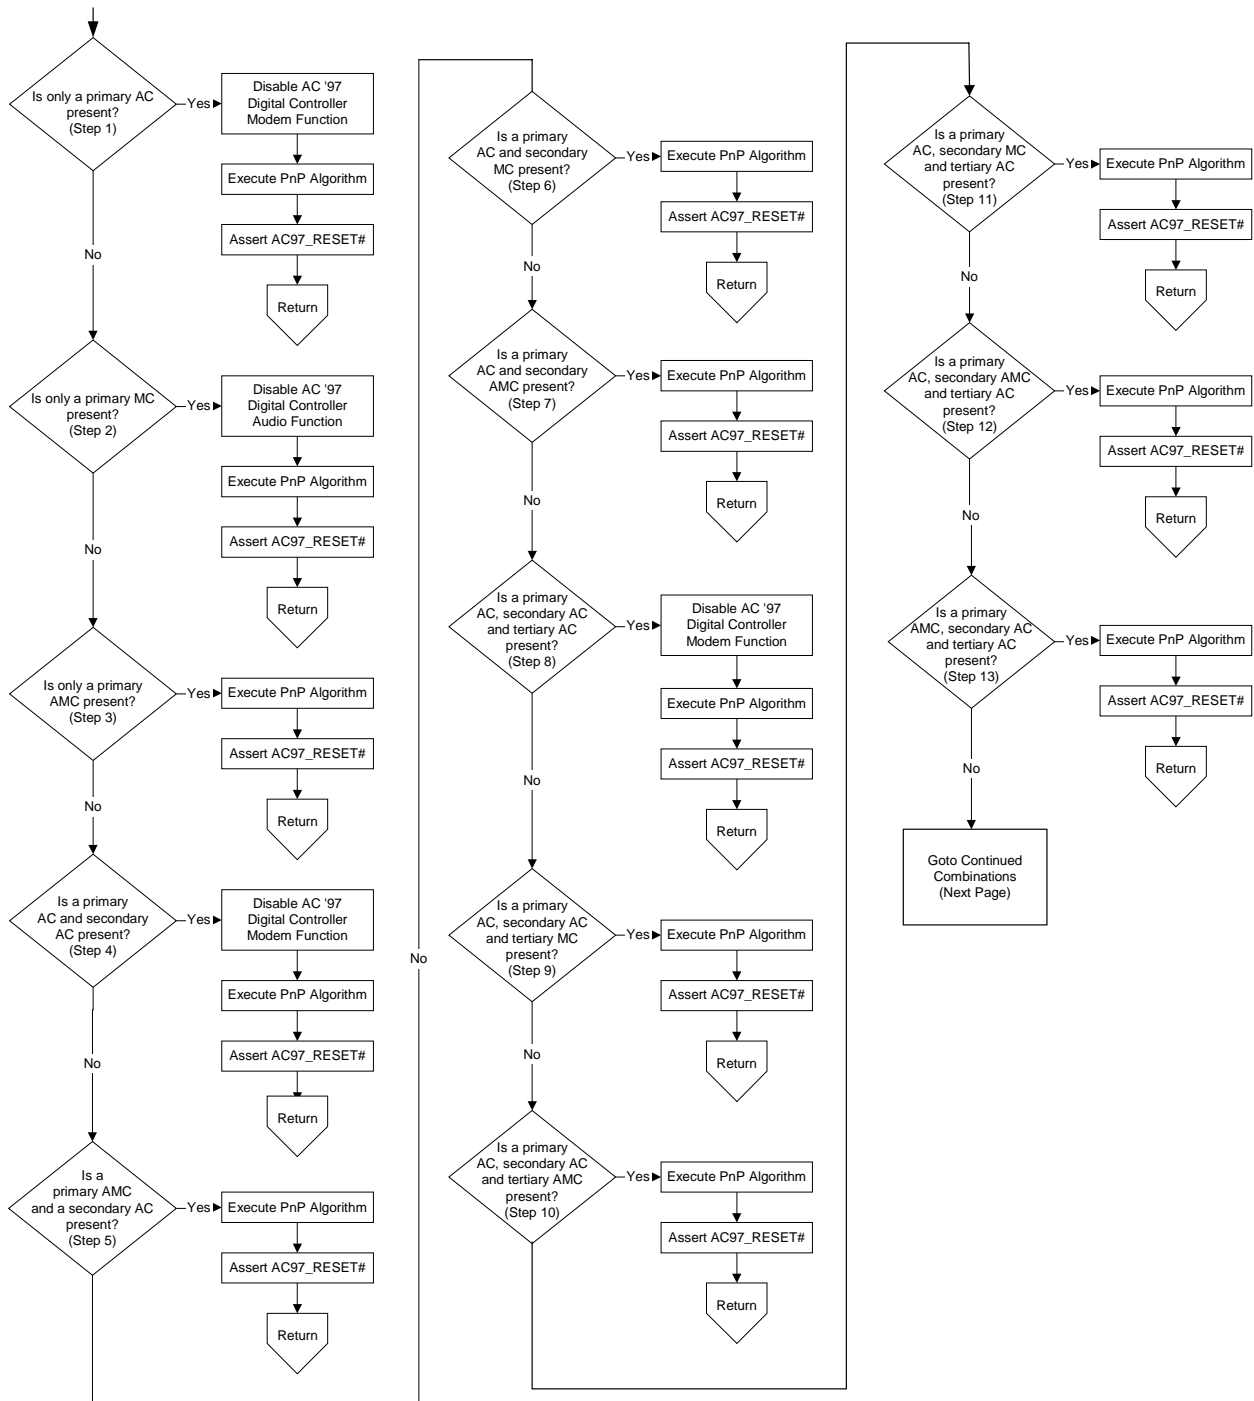 Is only a primary AC
present?
(Step 1)
Yes
Disable AC '97
Digital Controller
Modem Function
Execute PnP Algorithm
Assert AC97_RESET#
Return
No
Is only a primary MC
present?
(Step 2)
Yes
Disable AC '97
Digital Controller
Audio Function
Execute PnP Algorithm
Assert AC97_RESET#
Return
No
Is only a primary
AMC present?
(Step 3)
Yes
Execute PnP Algorithm
Assert AC97_RESET#
Return
No
Is a primary
AC and secondary
AC present?
(Step 4)
Yes
Disable AC '97
Digital Controller
Modem Function
Execute PnP Algorithm
Assert AC97_RESET#
Return
No
Is a
primary AMC
and a secondary AC
present?
(Step 5)
Yes
Execute PnP Algorithm
Assert AC97_RESET#
Return
No
Is a primary
AC and secondary
MC present?
(Step 6)
Yes
Execute PnP Algorithm
Assert AC97_RESET#
Return
No
Is a primary
AC and secondary
AMC present?
(Step 7)
Yes
Execute PnP Algorithm
Assert AC97_RESET#
Return
No
Is a primary
AC, secondary AC
and tertiary AC
present?
(Step 8)
Yes
Disable AC '97
Digital Controller
Modem Function
Execute PnP Algorithm
Assert AC97_RESET#
Return
No
Is a primary
AC, secondary AC
and tertiary MC
present?
(Step 9)
Yes
Execute PnP Algorithm
Assert AC97_RESET#
Return
No
Is a primary
AC, secondary AC
and tertiary AMC
present?
(Step 10)
Yes
Execute PnP Algorithm
Assert AC97_RESET#
Return
Is a primary
AC, secondary MC
and tertiary AC
present?
(Step 11)
Yes
Execute PnP Algorithm
Assert AC97_RESET#
Return
No
Is a primary
AC, secondary AMC
and tertiary AC
present?
(Step 12)
Yes
Execute PnP Algorithm
Assert AC97_RESET#
Return
No
Is a primary
AMC, secondary AC
and tertiary AC
present?
(Step 13)
Yes
Execute PnP Algorithm
Assert AC97_RESET#
Return
No
Goto Continued
Combinations
(Next Page)